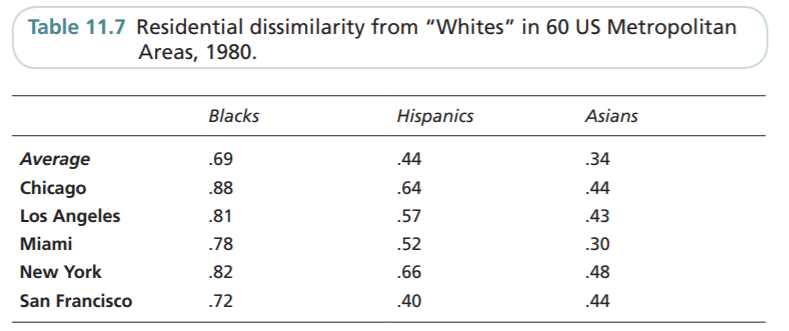 Table 11.7 Residential dissimilarity from “Whites” in 60 US Metropolitan
Areas, 1980.
Blacks Hispanics Asians
Average .69 .44 .34
Chicago .88 .64 .44
Los Angeles .81 .57 .43
Miami .78 .52 .30
New York .82 .66 .48
San Francisco .72 .40 .44